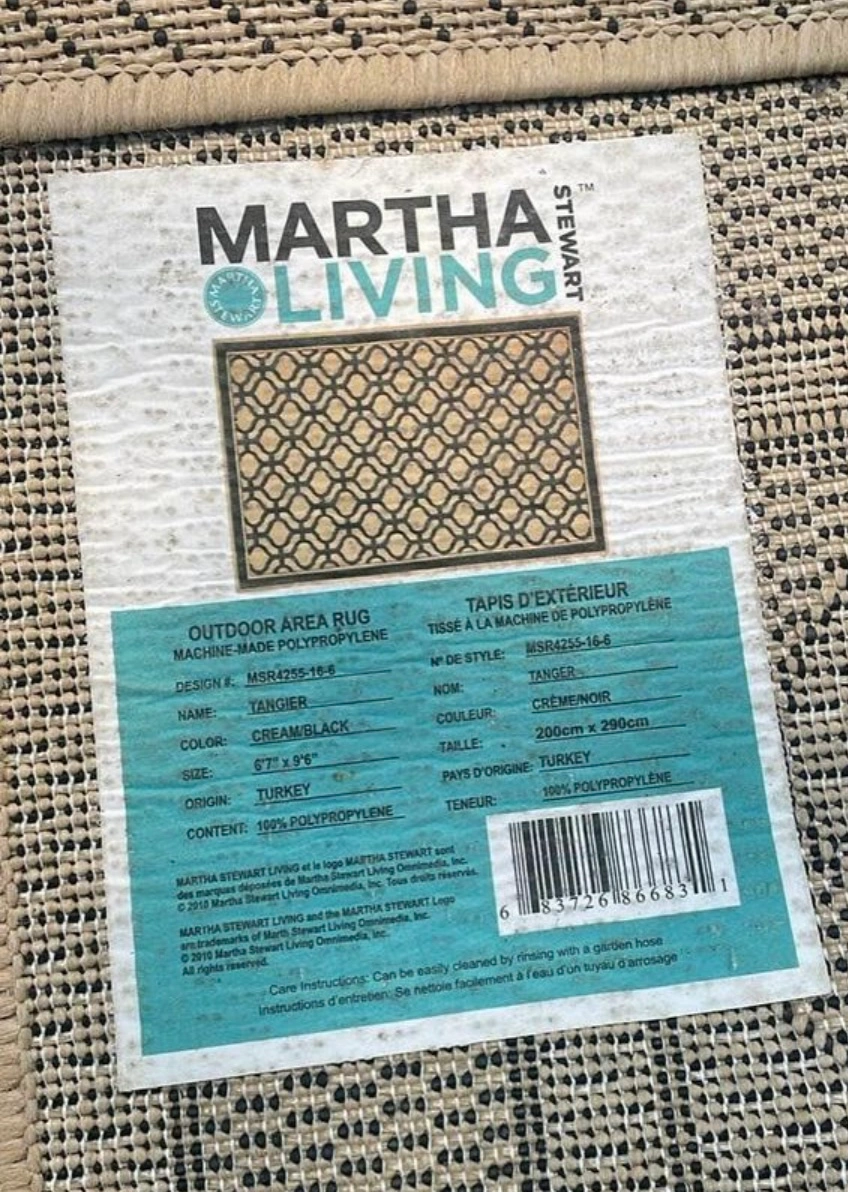 MARTHA
STEWART™
MARTHA STEWART
LIVING
OUTDOOR AREA RUG
MACHINE-MADE POLYPROPYLENE
DESIGN #: MSR4255-16-6
NAME: TANGIER
COLOR: CREAM/BLACK
SIZE: 6'7" x 9'6"
ORIGIN: TURKEY
CONTENT: 100% POLYPROPYLENE
TAPIS D'EXTÉRIEUR
TISSÉ À LA MACHINE DE POLYPROPYLÈNE
Nº DE STYLE: MSR4255-16-6
NOM: TANGER
COULEUR: CRÈME/NOIR
TAILLE: 200cm x 290cm
PAYS D'ORIGINE: TURKEY
TENEUR: 100% POLYPROPYLÈNE
MARTHA STEWART LIVING et le logo MARTHA STEWART sont
des marques déposées de Martha Stewart Living Omnimedia, Inc.
© 2010 Martha Stewart Living Omnimedia, Inc. Tous droits réservés.
MARTHA STEWART LIVING and the MARTHA STEWART Logo
are trademarks of Marth Stewart Living Omnimedia, Inc.
© 2010 Martha Stewart Living Omnimedia, Inc.
All rights reserved.
6 83726 86683 1
Care Instructions: Can be easily cleaned by rinsing with a garden hose
Instructions d'entretien: Se nettoie facilement à l'eau d'un tuyau d'arrosage